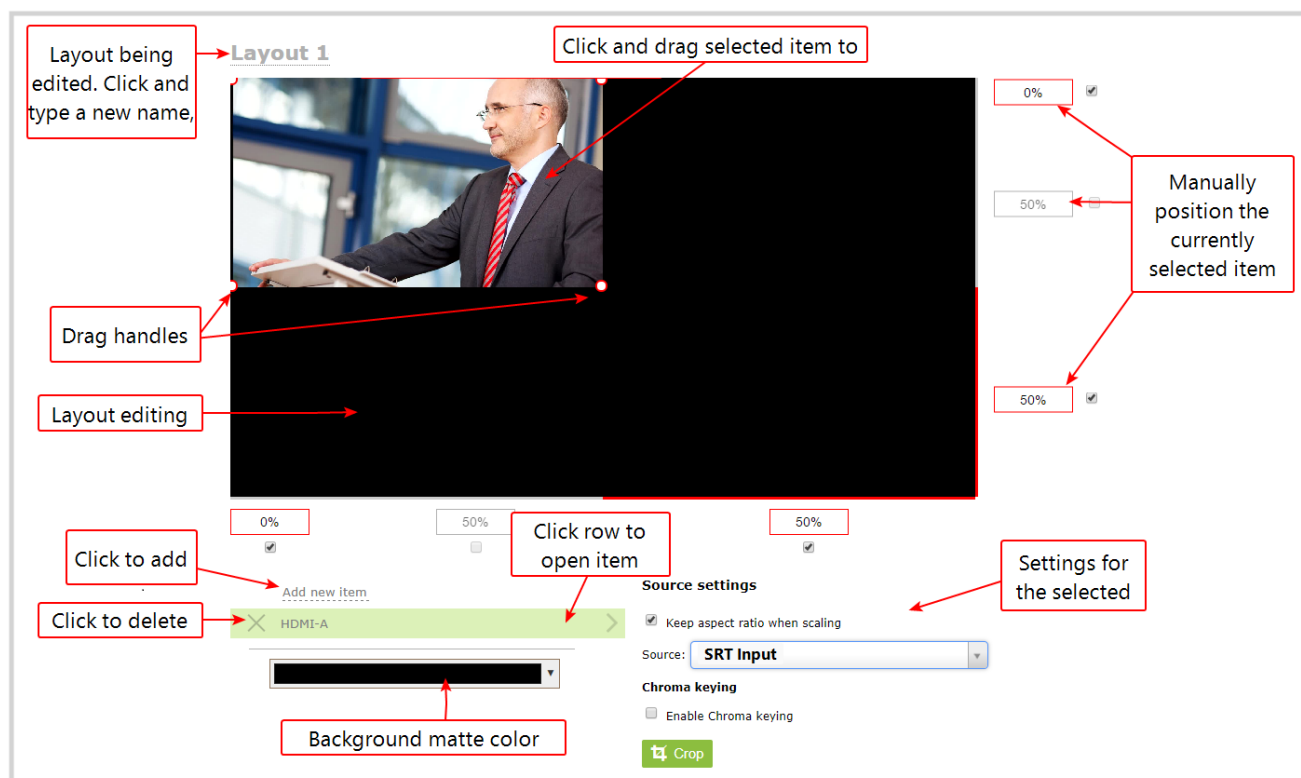 Layout being
edited. Click and
type a new name,
Layout 1
Click and drag selected item to
0%
50%
Manually
position the
currently
selected item
50%
Drag handles
Layout editing
0%
50%
50%
Click row to
open item
Click to add
.
Add new item
Click to delete
HDMI-A
Background matte color
Source settings
Keep aspect ratio when scaling
Source: SRT Input
Chroma keying
Enable Chroma keying
Crop
Settings for
the selected